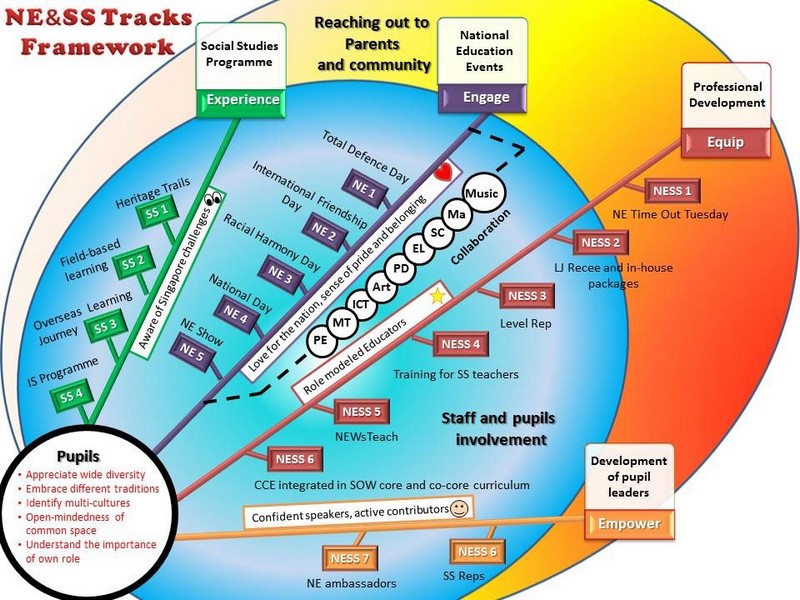 NE&SS Tracks
Framework
Social Studies
Programme
Experience
Reaching out to
Parents
and community
National
Education
Events
Engage
Professional
Development
Equip
Heritage Trails
SS 1
Field-based
learning
SS 2
Overseas Learning
Journey
SS 3
IS Programme
SS 4
Aware of Singapore challenges
Total Defence Day
NE 1
International Friendship
Day
NE 2
Racial Harmony Day
NE 3
National Day
NE 4
NE Show
NE 5
Love for the nation, sense of pride and belonging
Music
Ma
SC
EL
PD
Art
ICT
MT
PE
Collaboration
Role modeled Educators
NESS 1
NE Time Out Tuesday
NESS 2
LJ Recee and in-house
packages
NESS 3
Level Rep
NESS 4
Training for SS teachers
NESS 5
NEWsTeach
NESS 6
CCE integrated in SOW core and co-core curriculum
Staff and pupils
involvement
Development
of pupil
leaders
Empower
Confident speakers, active contributors
NESS 7
NE ambassadors
NESS 6
SS Reps
Pupils
• Appreciate wide diversity
• Embrace different traditions
• Identify multi-cultures
• Open-mindedness of
common space
• Understand the importance
of own role